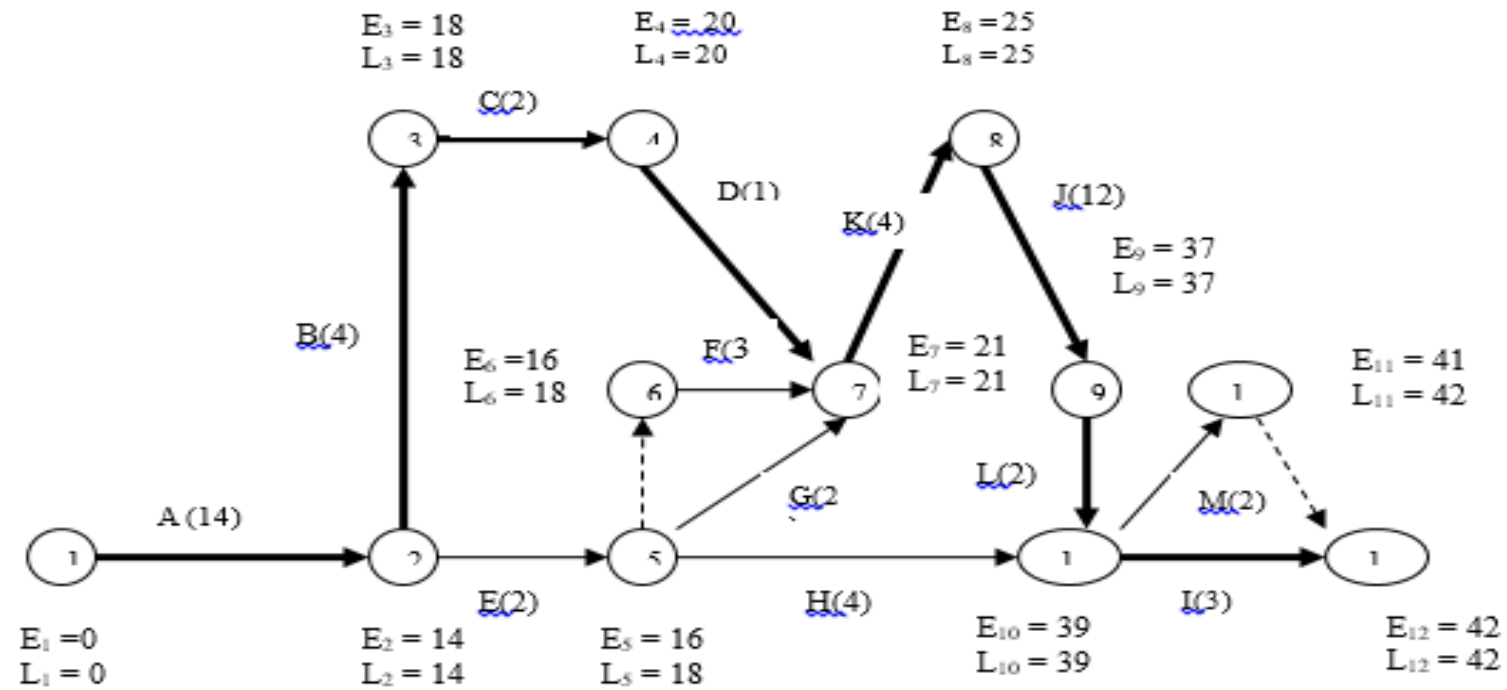 E₃ = 18
L₃ = 18
E₄ = 20
L₄ = 20
E₈ = 25
L₈ = 25
C(2)
3
4
8
D(1)
J(12)
K(4)
E₉ = 37
L₉ = 37
B(4)
E₆ =16
L₆ = 18
F(3
E₇ = 21
L₇ = 21
E₁₁ = 41
L₁₁ = 42
6
7
9
1
L(2)
G(2
M(2)
A (14)
1
2
5
1
1
E(2)
H(4)
I(3)
E₁ =0
L₁ = 0
E₂ = 14
L₂ = 14
E₅ = 16
L₅ = 18
E₁₀ = 39
L₁₀ = 39
E₁₂ = 42
L₁₂ = 42